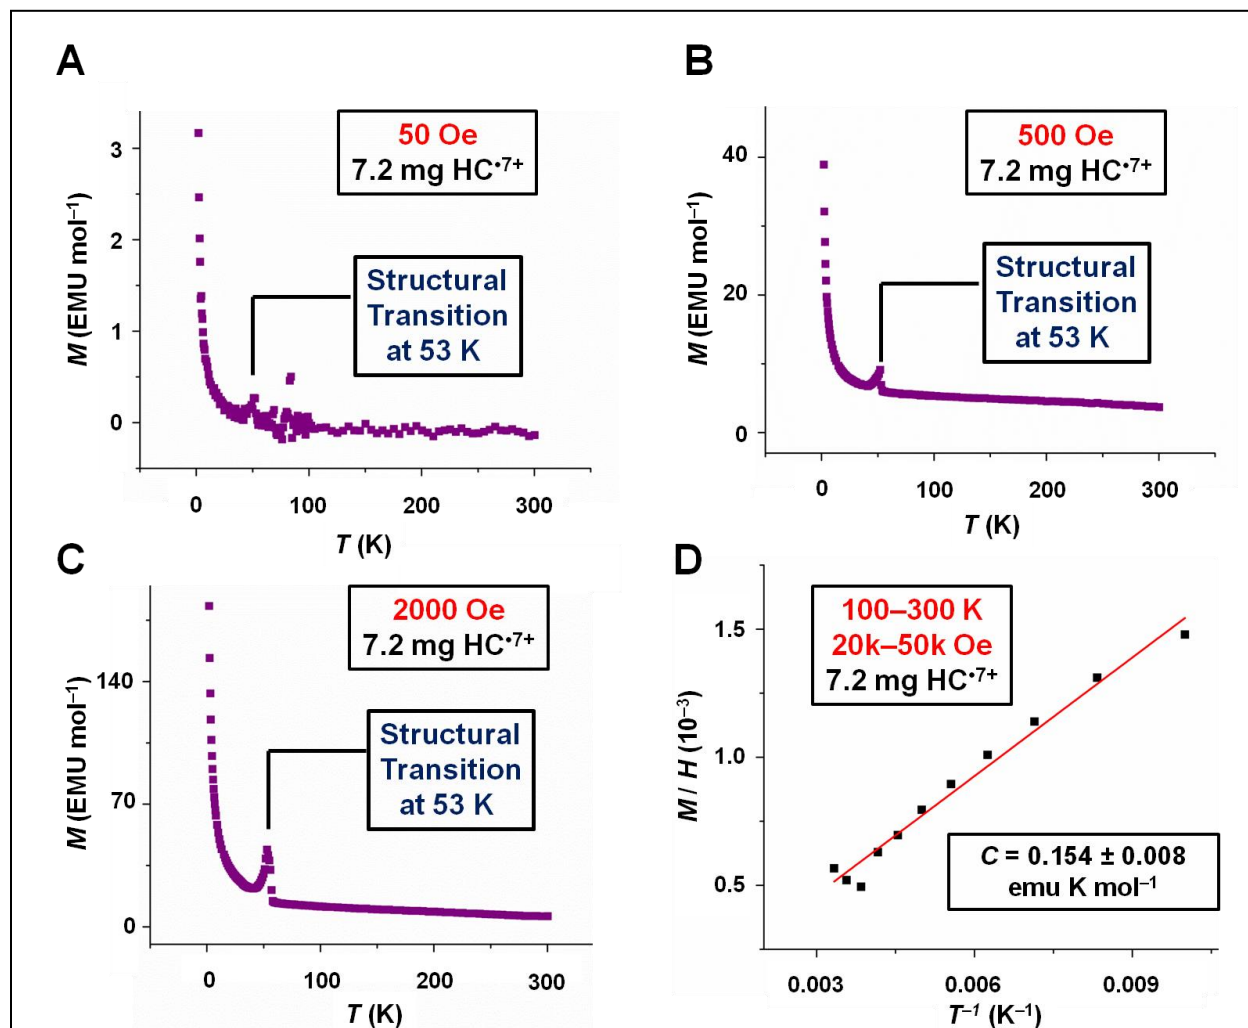 A
50 Oe
7.2 mg HC•7+
Structural
Transition
at 53 K
M (EMU mol–1)
3
2
1
0
0
100
200
300
T (K)
B
500 Oe
7.2 mg HC•7+
Structural
Transition
at 53 K
M (EMU mol–1)
40
20
0
0
100
200
300
T (K)
C
2000 Oe
7.2 mg HC•7+
Structural
Transition
at 53 K
M (EMU mol–1)
140
70
0
0
100
200
300
T (K)
D
100–300 K
20k–50k Oe
7.2 mg HC•7+
M / H (10–3)
1.5
1.0
0.5
C = 0.154 ± 0.008
emu K mol–1
0.003
0.006
0.009
T–1 (K–1)